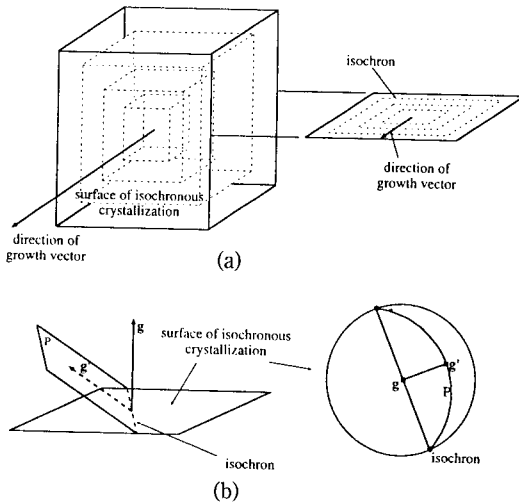 isochron
direction of
growth vector
surface of isochronous
crystallization
direction of
growth vector
(a)
g
surface of isochronous
crystallization
P
g'
g
g'
P
isochron
isochron
(b)